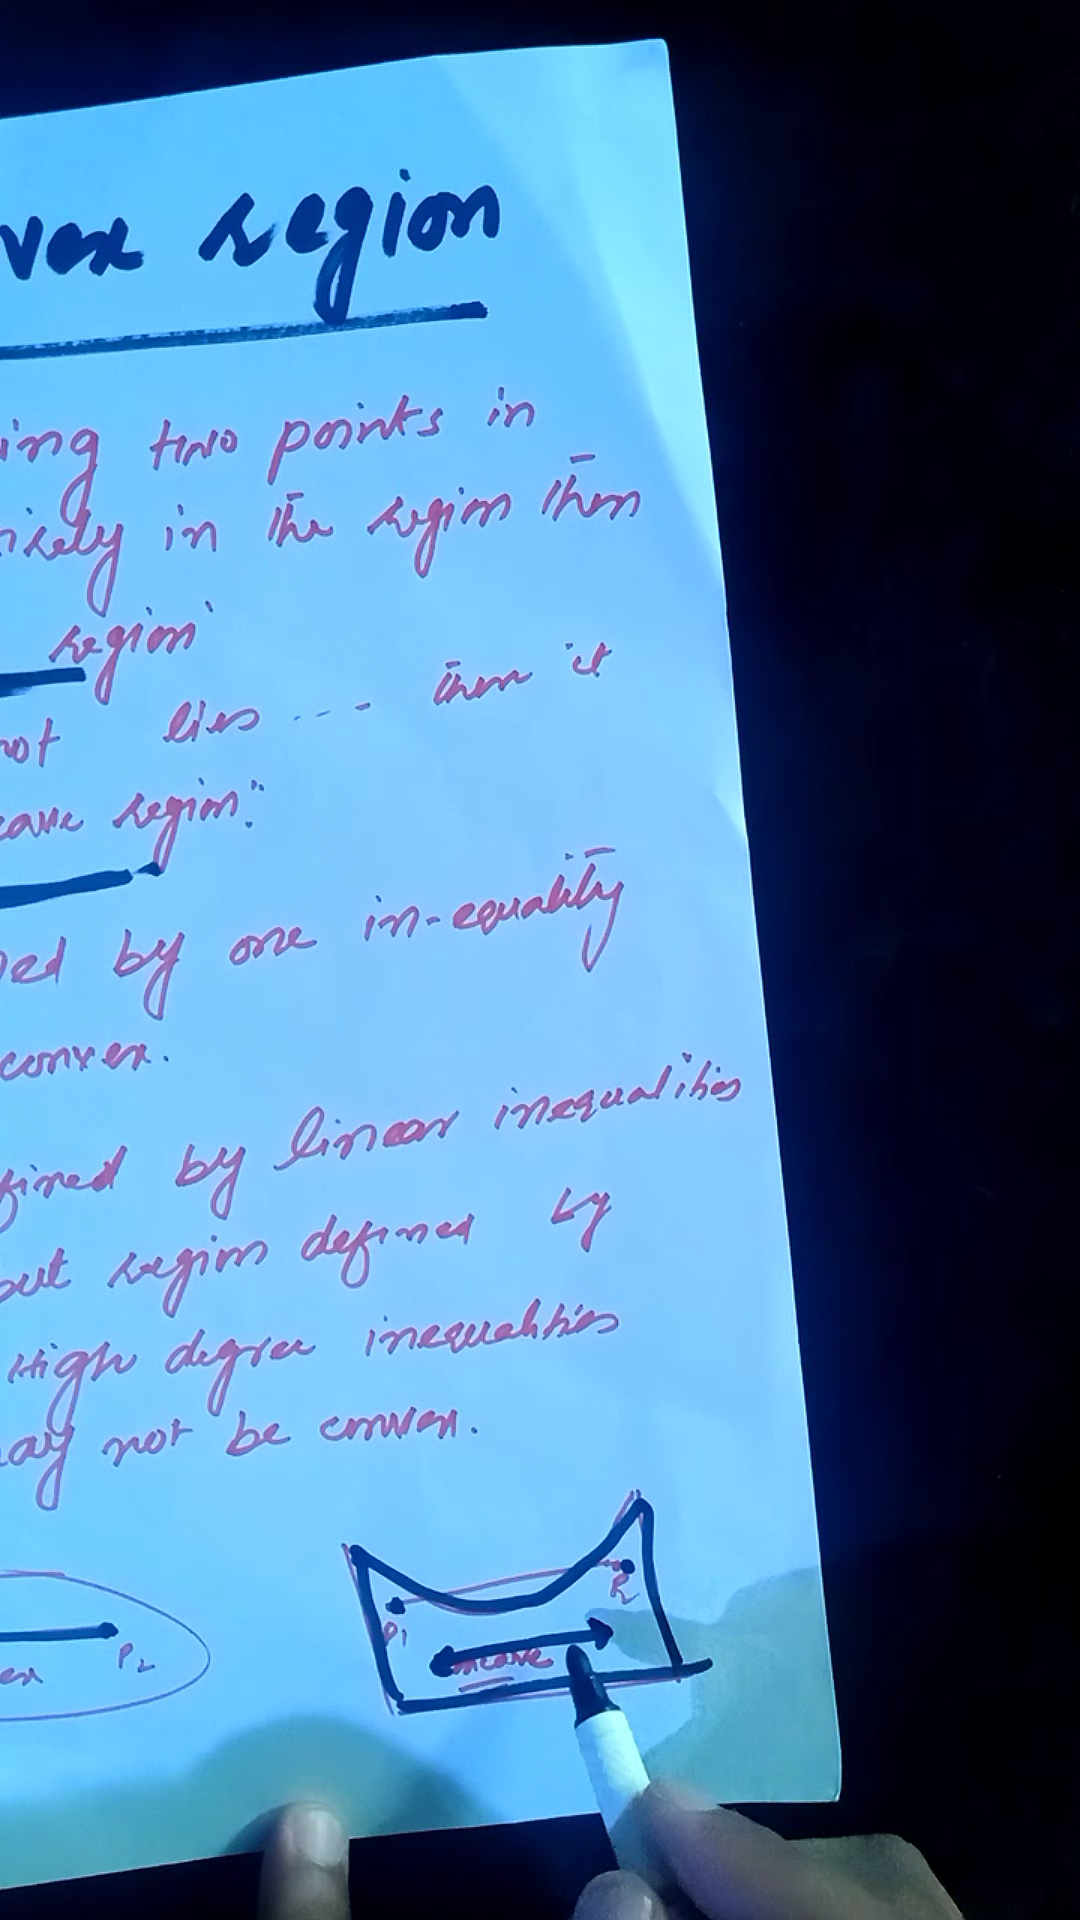 vex region
ing two points in
in the region then
region
not lies --- then it
cave region:
ned by one in-equality
convex.
fined by linear inequalities
but region defined by
High degree inequalities
may not be convex.
P1
P2
ex
P2